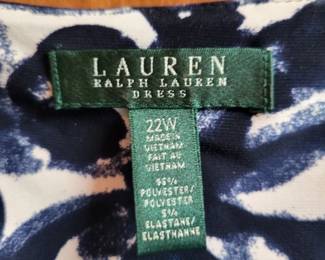 LAUREN
RALPH LAUREN
DRESS
22W
MADE IN
VIETNAM
FAIT AU
VIETNAM
95%
POLYESTER/
POLYESTER
5%
ELASTANE/
ELASTHANNE